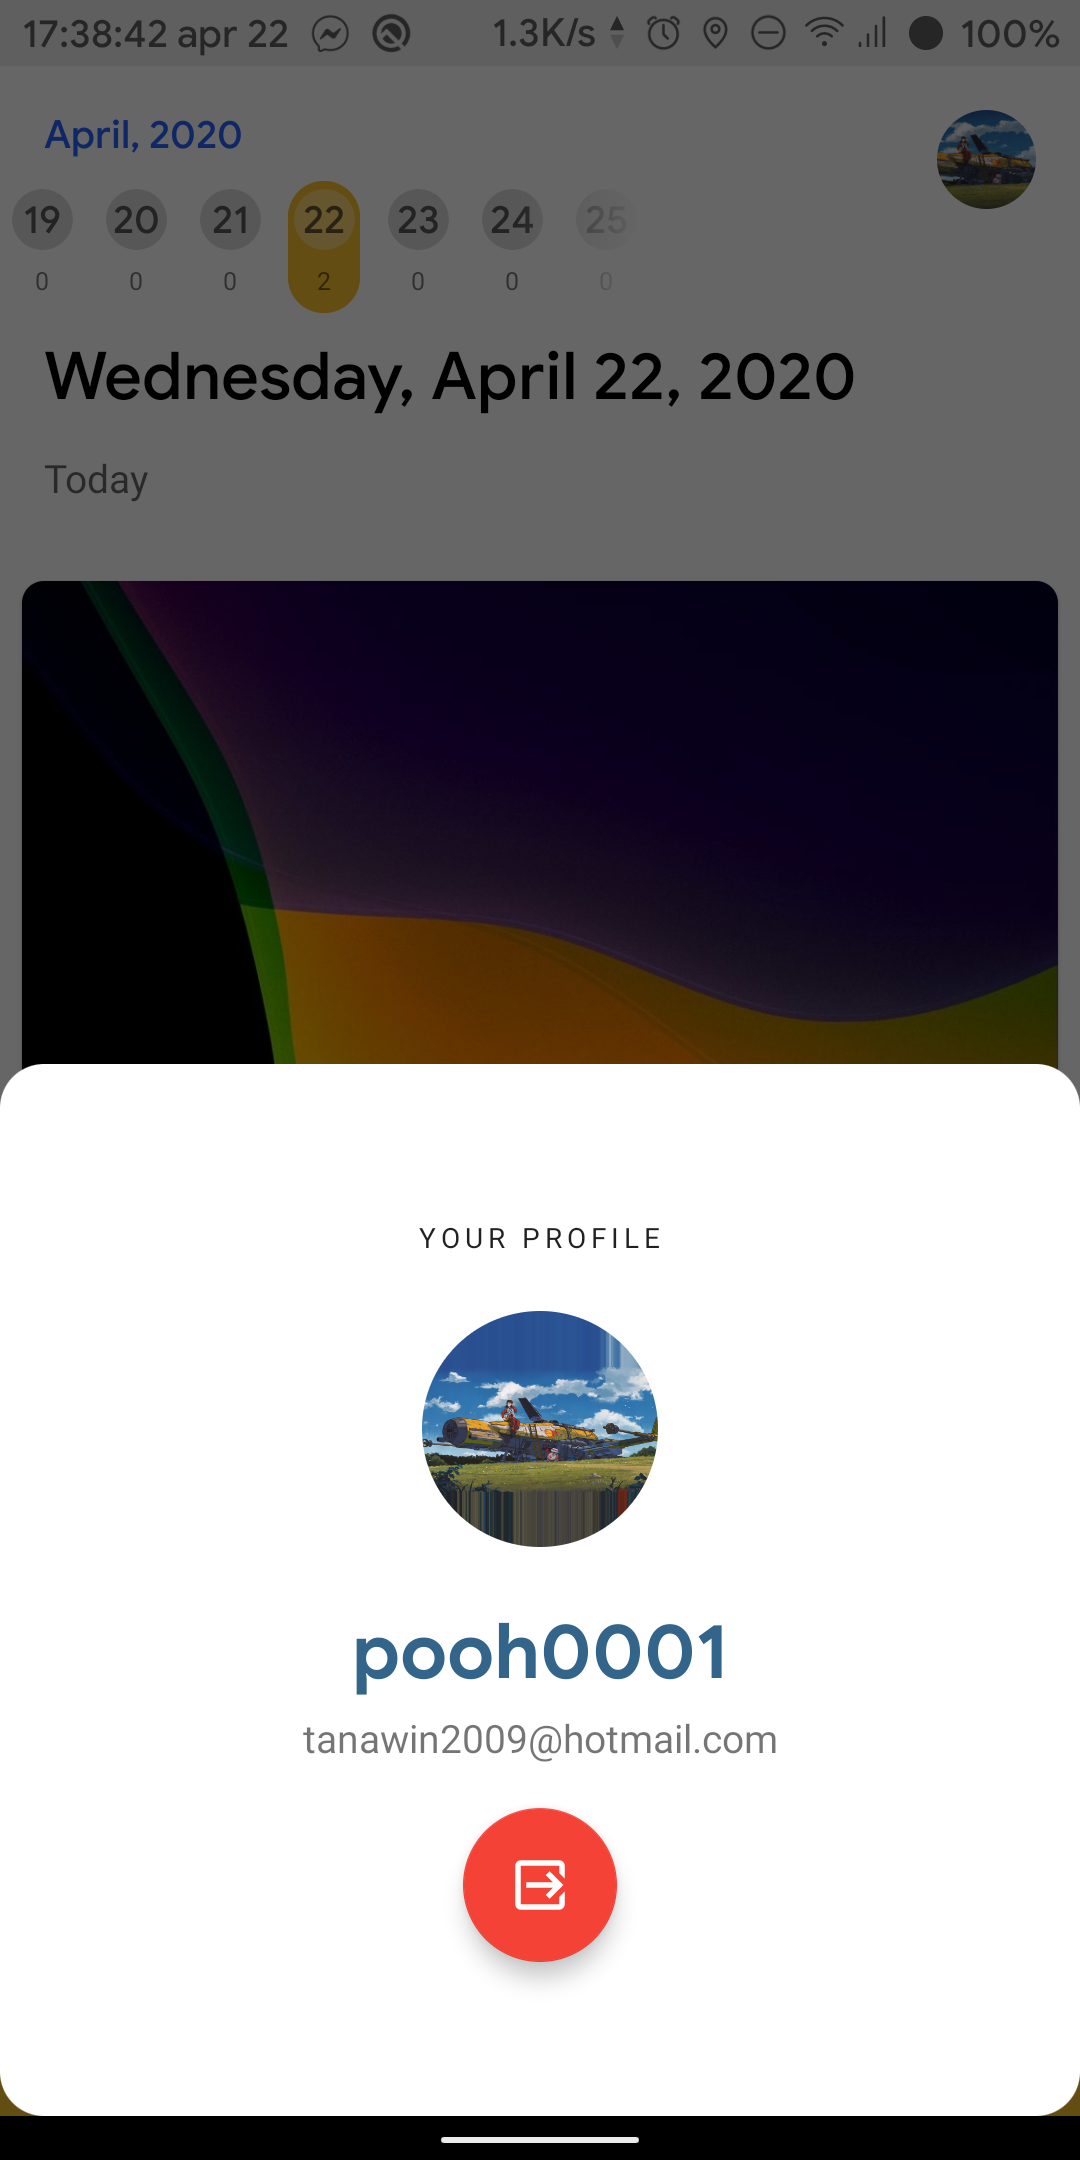 17:38:42 apr 22 1.3K/s 100%
April, 2020
19 20 21 22 23 24 25
0 0 0 2 0 0 0
Wednesday, April 22, 2020
Today
YOUR PROFILE
pooh0001
tanawin2009@hotmail.com